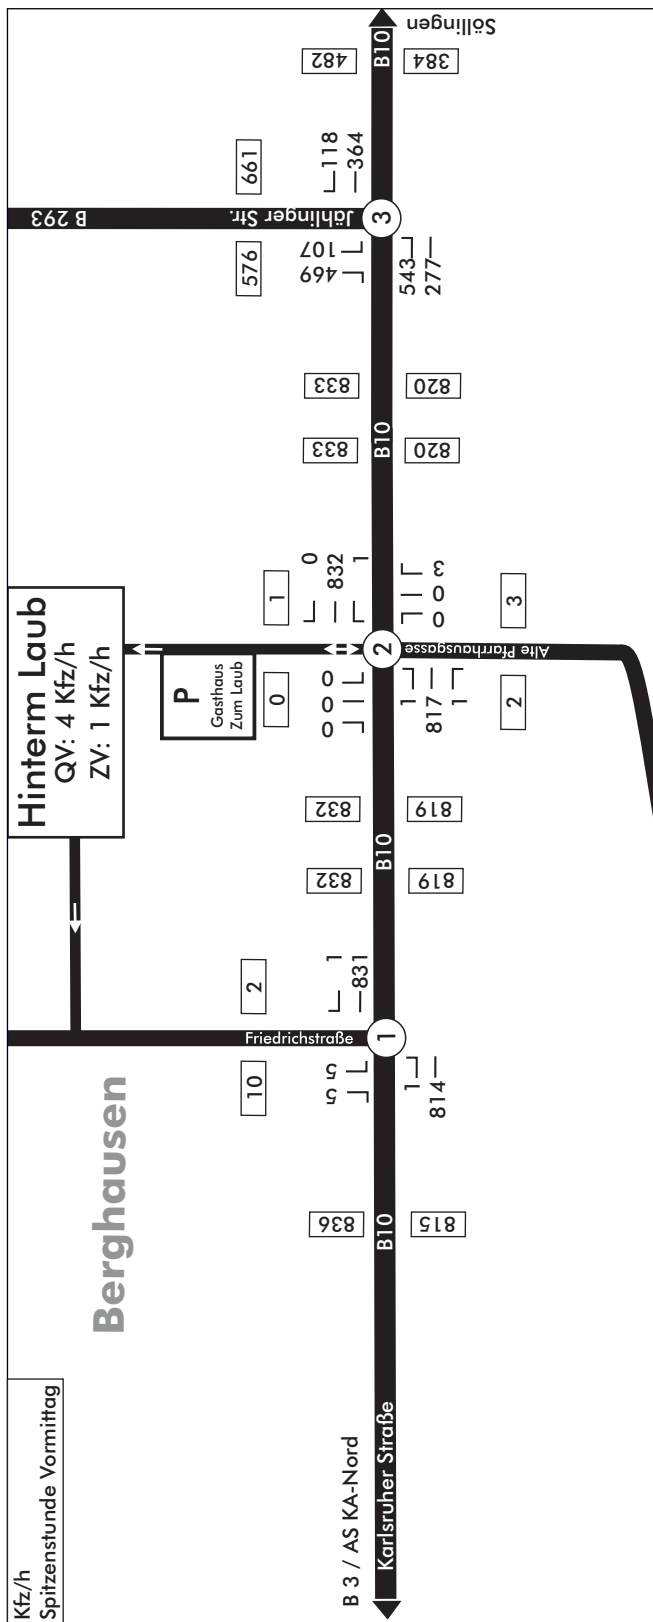 Kfz/h
Spitzenstunde Vormittag
Berghausen
B 3 / AS KA-Nord
Karlsruher Straße
836
B10
815
10
2
Friedrichstraße
5
5
1
831
1
1
814
832
832
B10
819
819
Hinterm Laub
QV: 4 Kfz/h
ZV: 1 Kfz/h
P
Gasthaus
Zum Laub
0
1
0
0
0
0
832
1
2
1
817
1
0
0
3
2
3
Alte Pfarrhausgasse
833
833
B10
820
820
B 293
Jählinger Str.
576
661
469
107
118
364
3
543
277
482
B10
384
Söllingen